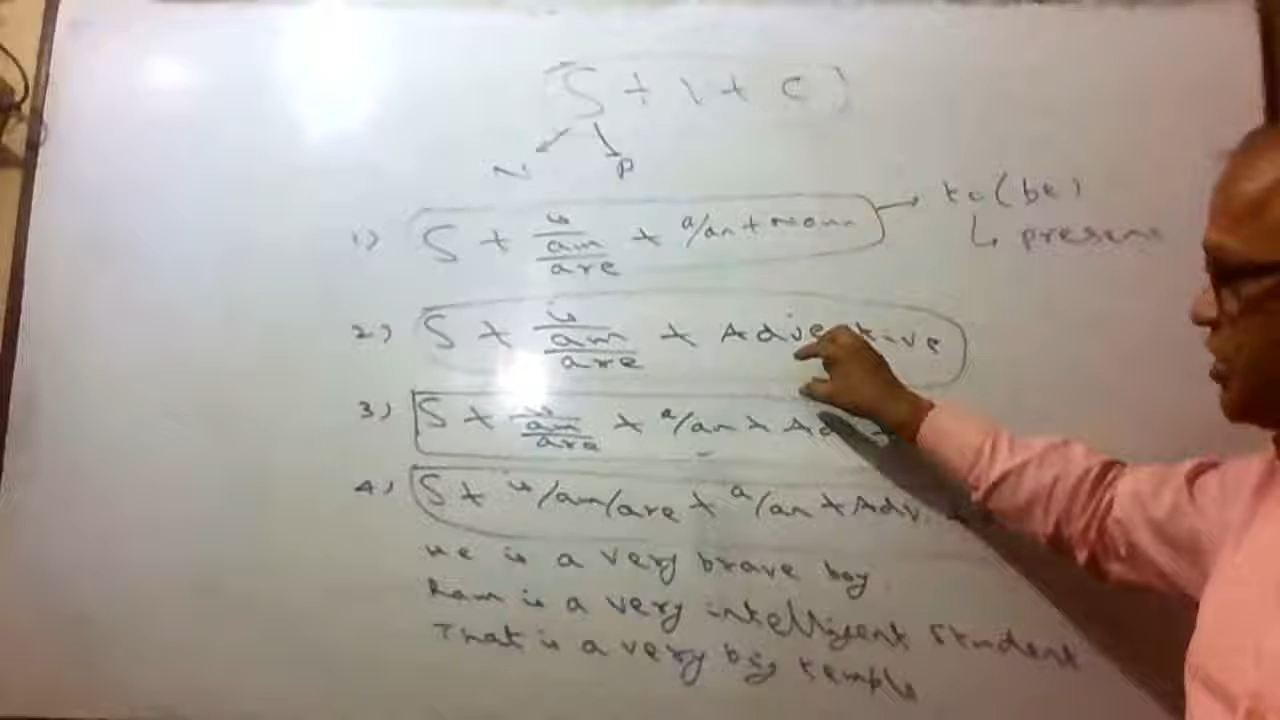 S + V + C
N P
1) S + is/am/are + a/an + Noun → to (be)
↳ present
2) S + is/am/are + Adjective
3) S + is/am/are + a/an +
4) S + is/am/are + a/an + Adv.
He is a very brave boy
Ram is a very intelligent student
That is a very big temple